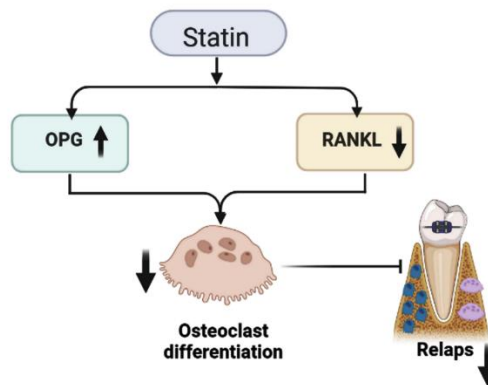 Statin
OPG
RANKL
Osteoclast
differentiation
Relaps